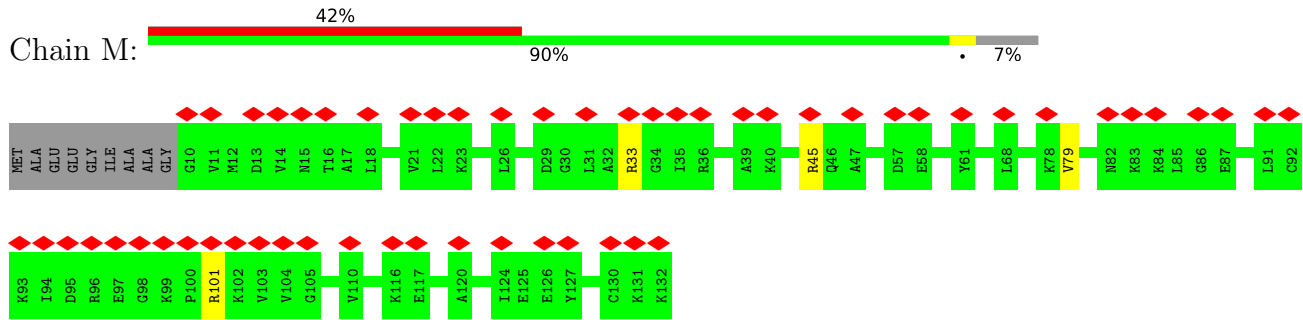 42%
Chain M:
90% • 7%
MET ALA GLU GLU GLY ILE ALA ALA GLY G10 V11 M12 D13 V14 N15 T16 A17 L18 V21 L22 K23 L26 D29 G30 L31 A32 R33 G34 I35 R36 A39 K40 R45 Q46 A47 D57 E58 Y61 L68 K78 V79 N82 K83 K84 L85 G86 E87 L91 C92
K93 I94 D95 R96 E97 G98 K99 P100 R101 K102 V103 V104 G105 V110 K116 E117 A120 I124 E125 E126 Y127 C130 K131 K132